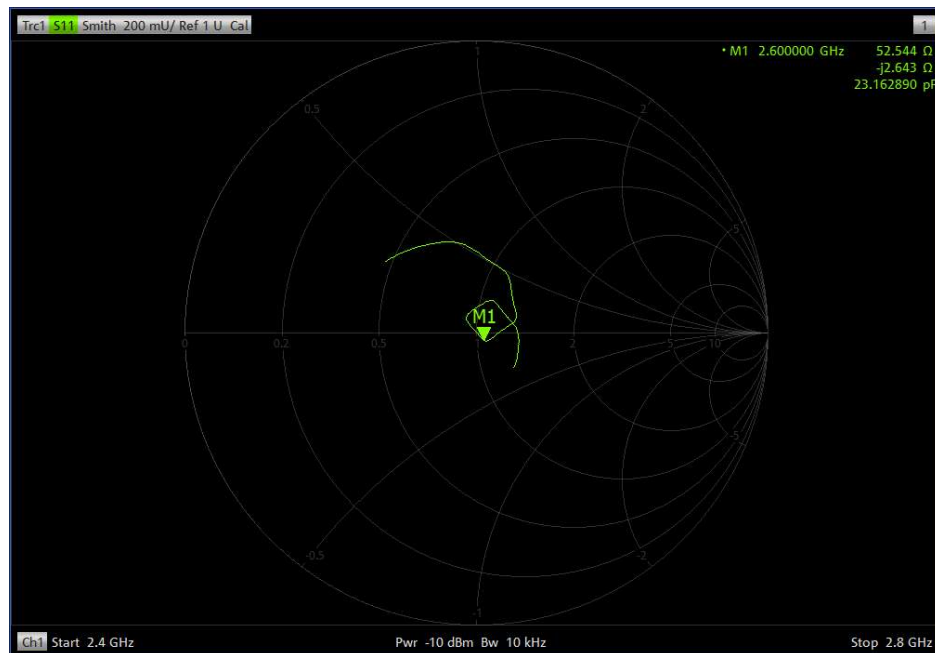 Trc1 S11 Smith 200 mU/ Ref 1 U Cal
1
• M1 2.600000 GHz 52.544 Ω
-j2.643 Ω
23.162890 pF
1
0.5
2
5
M1
0 0.2 0.5 1 2 5 10
-5
-0.5
-2
-1
Ch1 Start 2.4 GHz Pwr -10 dBm Bw 10 kHz Stop 2.8 GHz